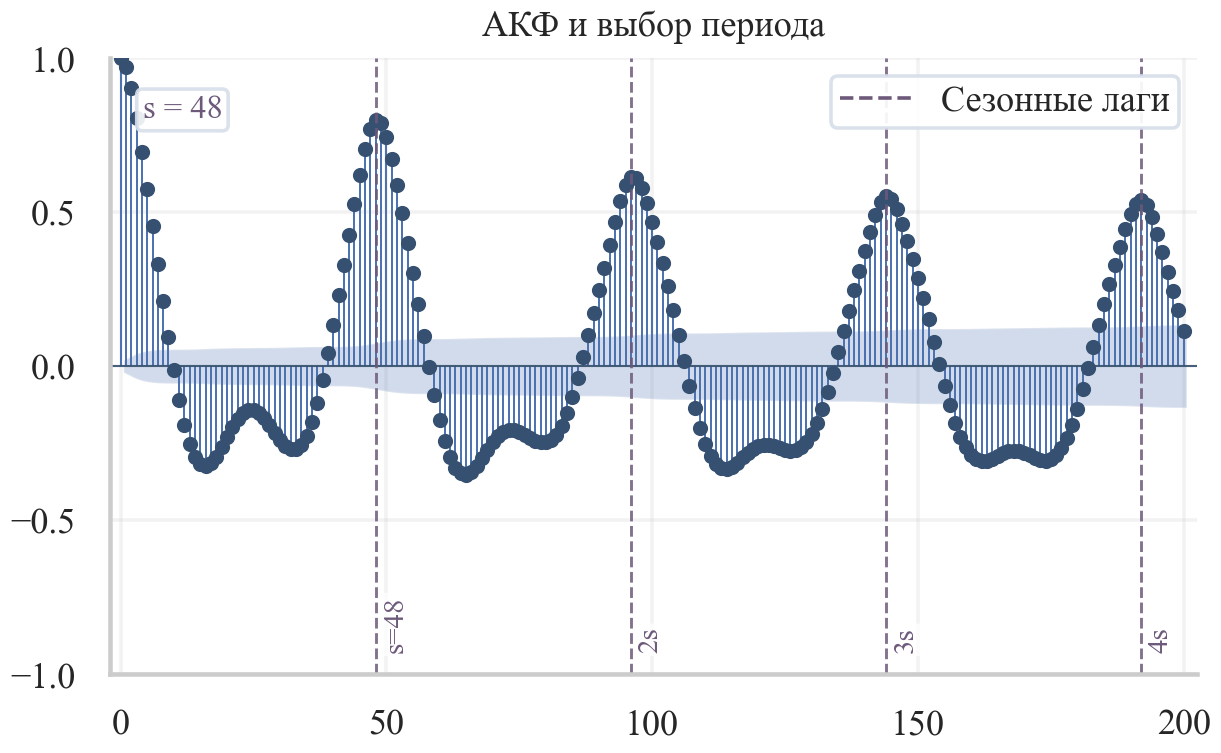 АКФ и выбор периода
1.0
s = 48
Сезонные лаги
0.5
0.0
−0.5
s=48
2s
3s
4s
−1.0
0
50
100
150
200